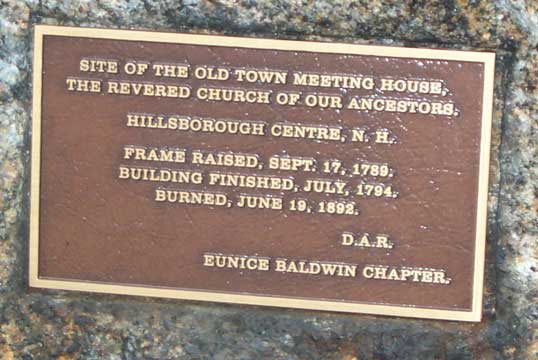 SITE OF THE OLD TOWN MEETING HOUSE,
THE REVERED CHURCH OF OUR ANCESTORS.
HILLSBOROUGH CENTRE, N. H.
FRAME RAISED, SEPT. 17, 1789.
BUILDING FINISHED, JULY, 1794.
BURNED, JUNE 19, 1892.
D.A.R.
EUNICE BALDWIN CHAPTER.